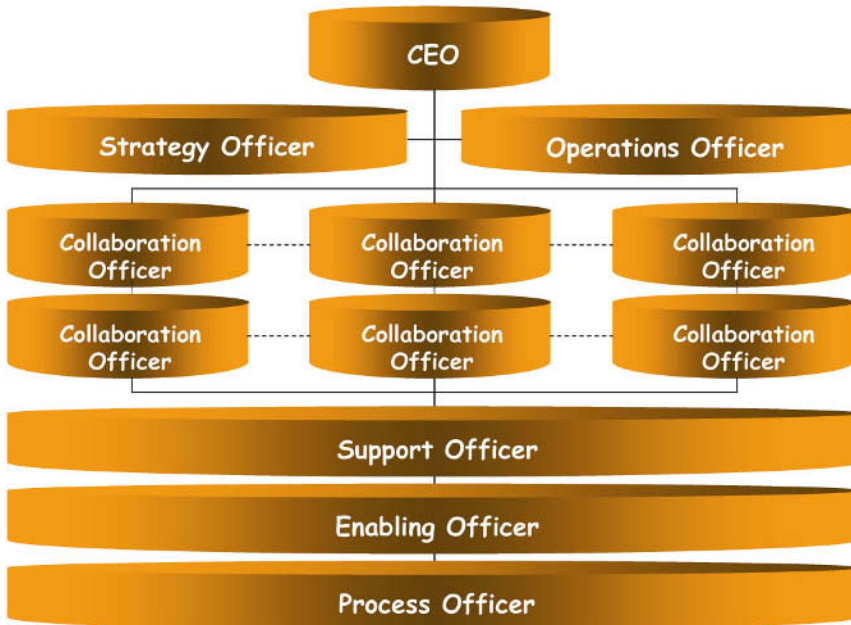 CEO
Strategy Officer
Operations Officer
Collaboration
Officer
Collaboration
Officer
Collaboration
Officer
Collaboration
Officer
Collaboration
Officer
Collaboration
Officer
Support Officer
Enabling Officer
Process Officer